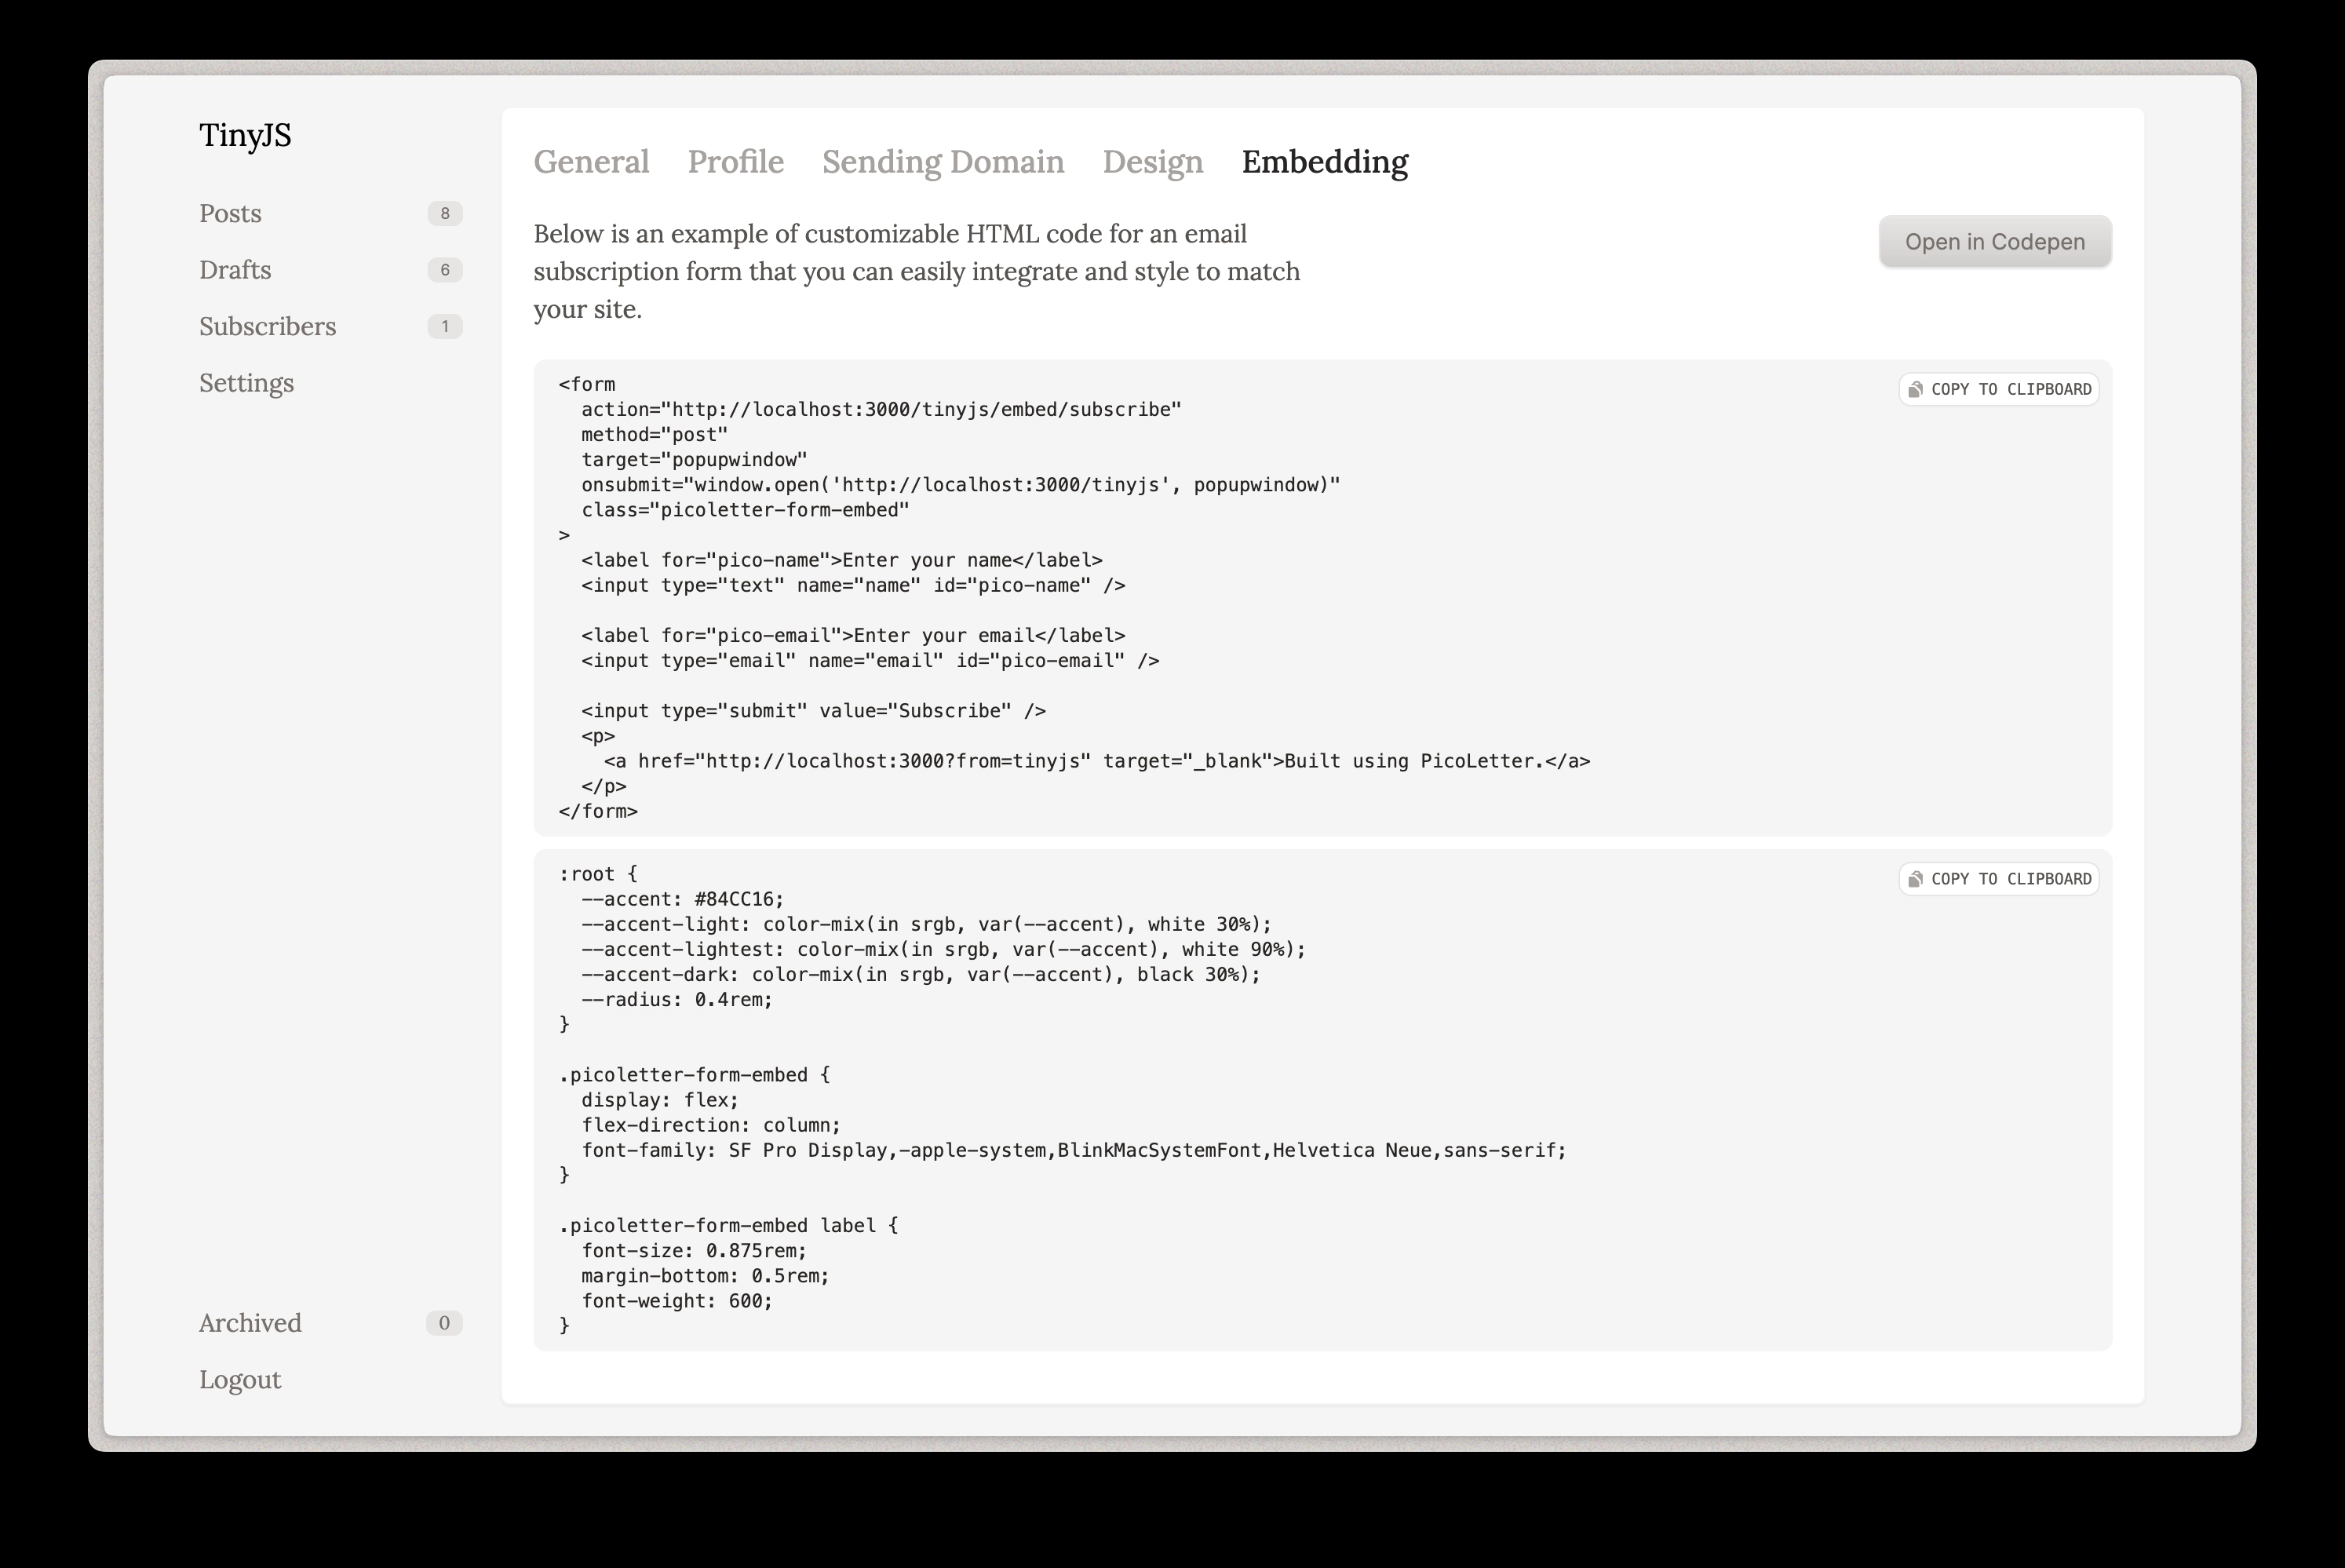 TinyJS
Posts 8
Drafts 6
Subscribers 1
Settings
Archived 0
Logout
General Profile Sending Domain Design Embedding
Below is an example of customizable HTML code for an email
subscription form that you can easily integrate and style to match
your site.
Open in Codepen
COPY TO CLIPBOARD
<form
  action="http://localhost:3000/tinyjs/embed/subscribe"
  method="post"
  target="popupwindow"
  onsubmit="window.open('http://localhost:3000/tinyjs', popupwindow)"
  class="picoletter-form-embed"
>
  <label for="pico-name">Enter your name</label>
  <input type="text" name="name" id="pico-name" />

  <label for="pico-email">Enter your email</label>
  <input type="email" name="email" id="pico-email" />

  <input type="submit" value="Subscribe" />
  <p>
    <a href="http://localhost:3000?from=tinyjs" target="_blank">Built using PicoLetter.</a>
  </p>
</form>
COPY TO CLIPBOARD
:root {
  --accent: #84CC16;
  --accent-light: color-mix(in srgb, var(--accent), white 30%);
  --accent-lightest: color-mix(in srgb, var(--accent), white 90%);
  --accent-dark: color-mix(in srgb, var(--accent), black 30%);
  --radius: 0.4rem;
}

.picoletter-form-embed {
  display: flex;
  flex-direction: column;
  font-family: SF Pro Display,-apple-system,BlinkMacSystemFont,Helvetica Neue,sans-serif;
}

.picoletter-form-embed label {
  font-size: 0.875rem;
  margin-bottom: 0.5rem;
  font-weight: 600;
}